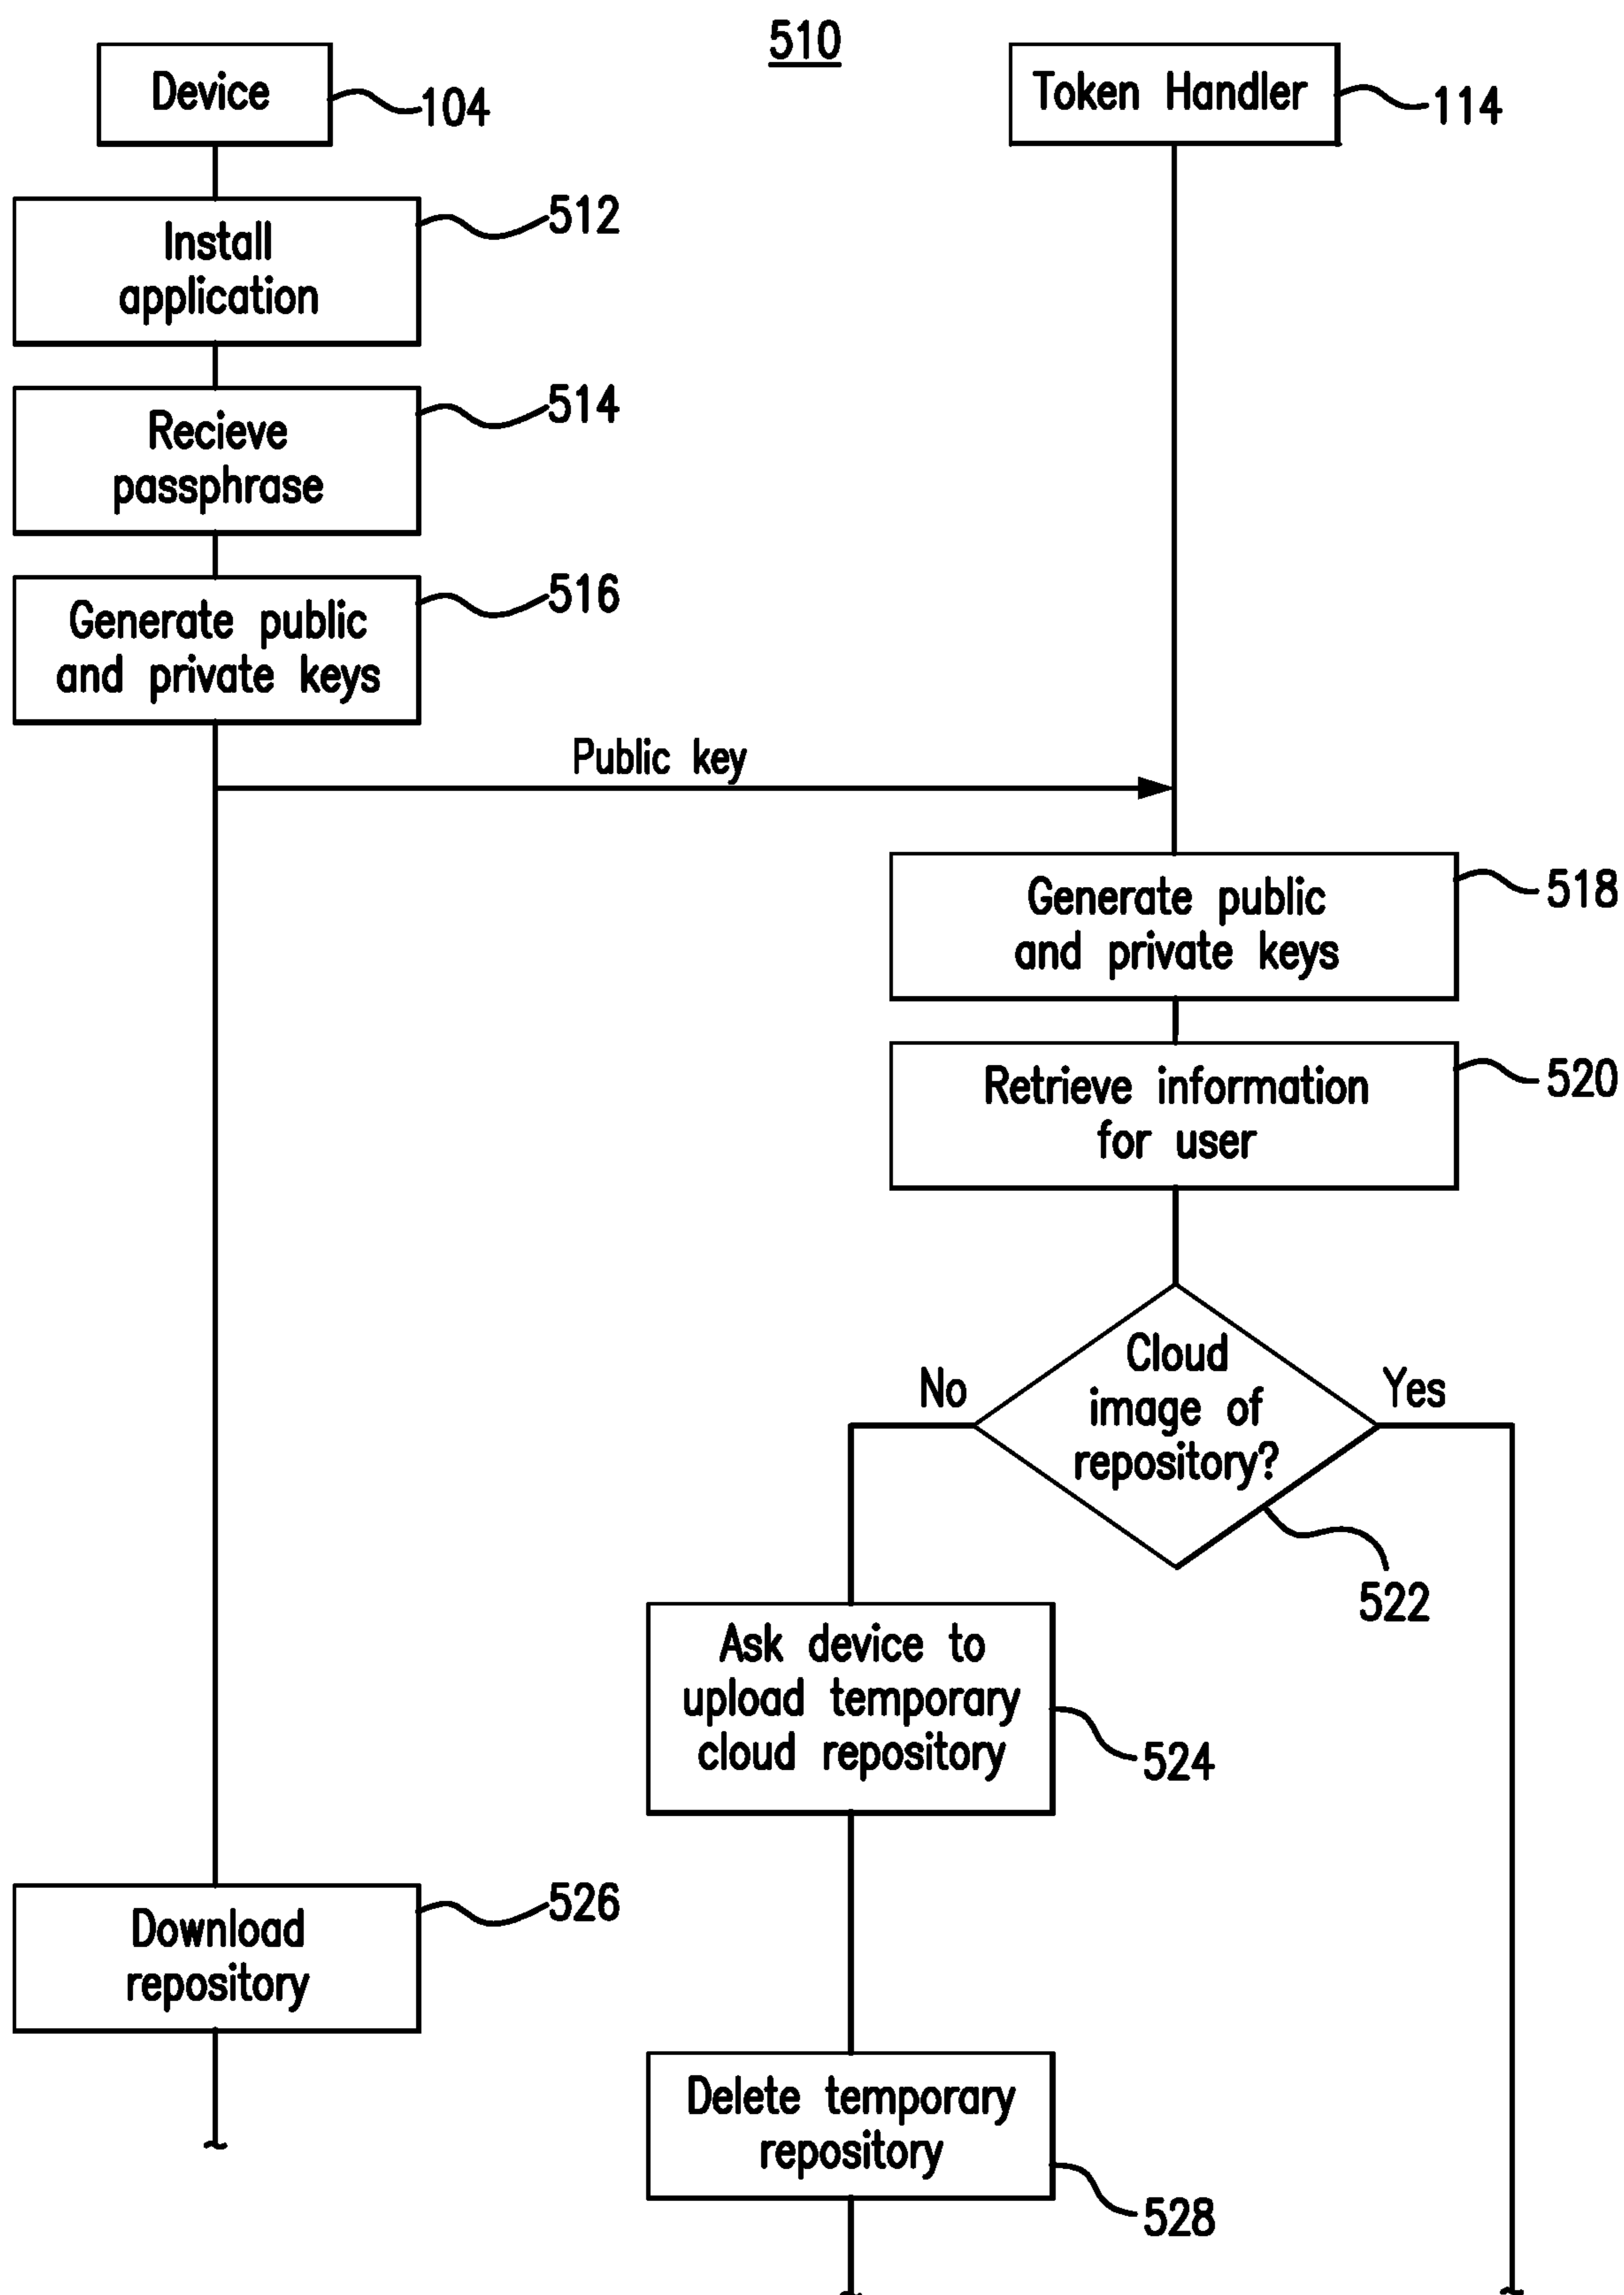 510
Device
104
Token Handler
114
Install
application
512
Recieve
passphrase
514
Generate public
and private keys
516
Public key
Generate public
and private keys
518
Retrieve information
for user
520
Cloud
image of
repository?
No
Yes
522
Ask device to
upload temporary
cloud repository
524
Download
repository
526
Delete temporary
repository
528